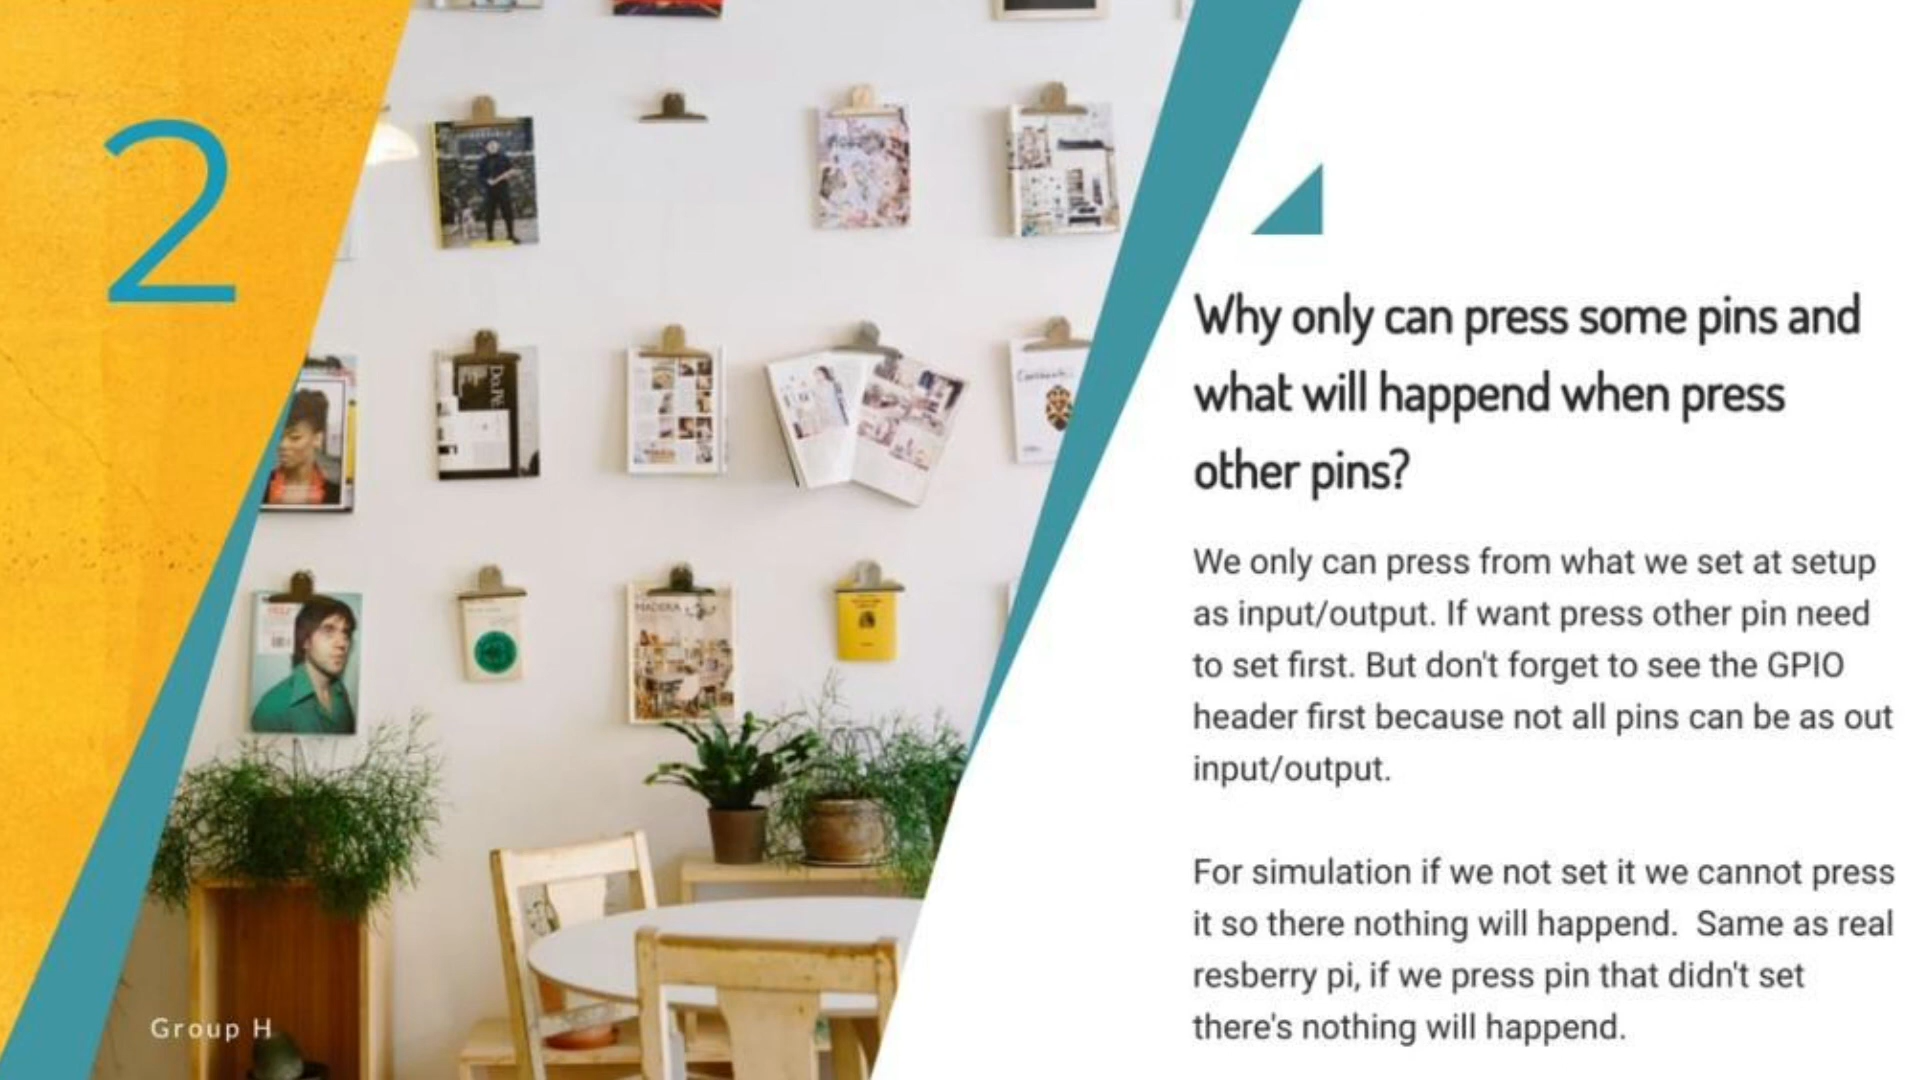 2
Why only can press some pins and
what will happend when press
other pins?
We only can press from what we set at setup
as input/output. If want press other pin need
to set first. But don't forget to see the GPIO
header first because not all pins can be as out
input/output.
For simulation if we not set it we cannot press
it so there nothing will happend.  Same as real
resberry pi, if we press pin that didn't set
there's nothing will happend.
Group H
MADERA